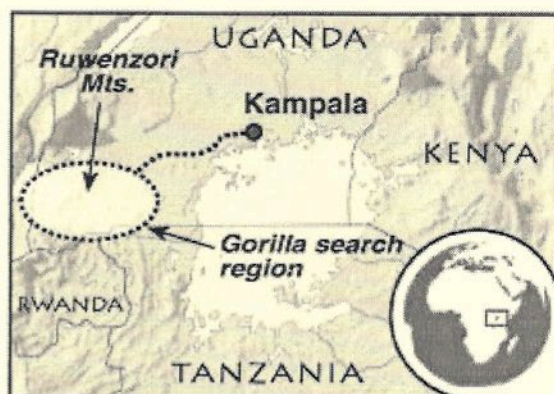 UGANDA
Ruwenzori
Mts.
Kampala
KENYA
Gorilla search
region
RWANDA
TANZANIA